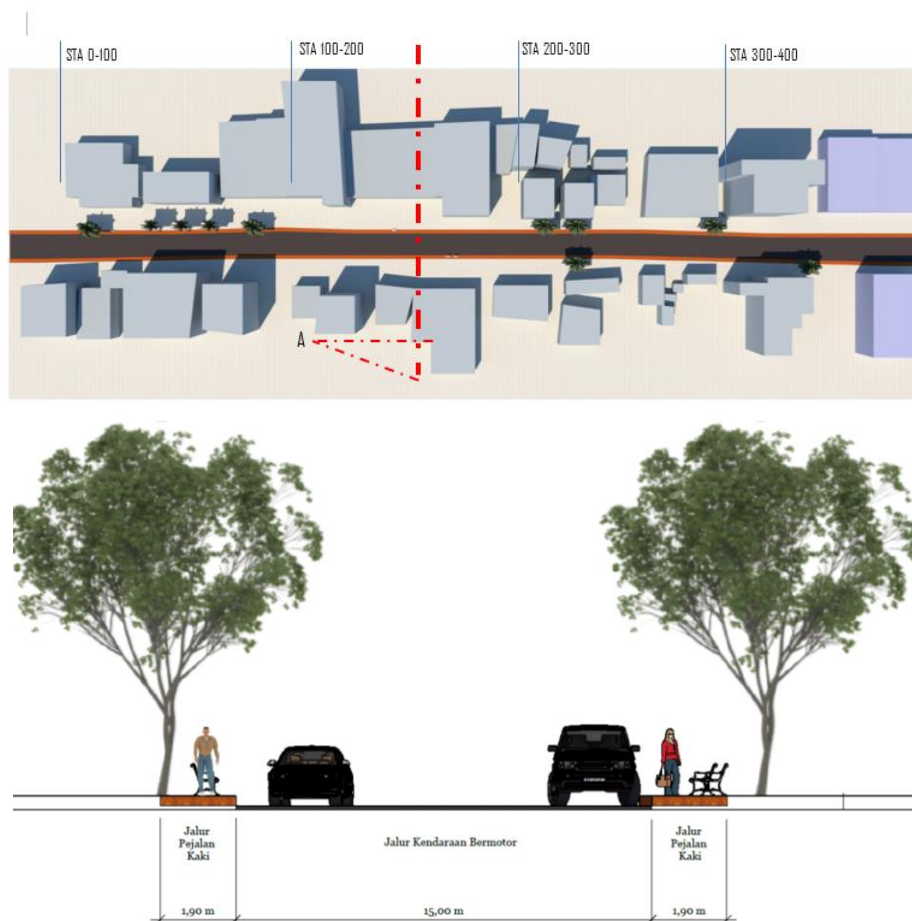 STA 0-100
STA 100-200
STA 200-300
STA 300-400
A
Jalur
Pejalan
Kaki
Jalur Kendaraan Bermotor
Jalur
Pejalan
Kaki
1,90 m
15,00 m
1,90 m